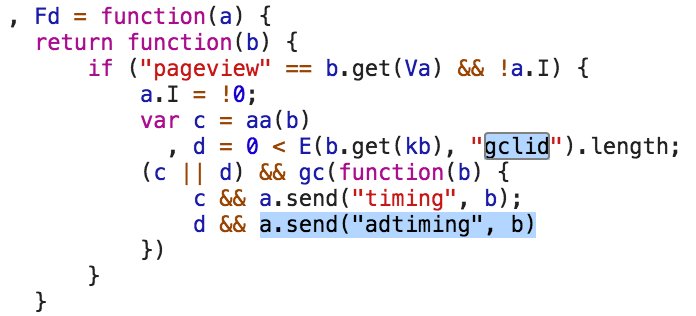 , Fd = function(a) {
return function(b) {
if ("pageview" == b.get(Va) && !a.I) {
a.I = !0;
var c = aa(b)
, d = 0 < E(b.get(kb), "gclid").length;
(c || d) && gc(function(b) {
c && a.send("timing", b);
d && a.send("adtiming", b)
})
}
}